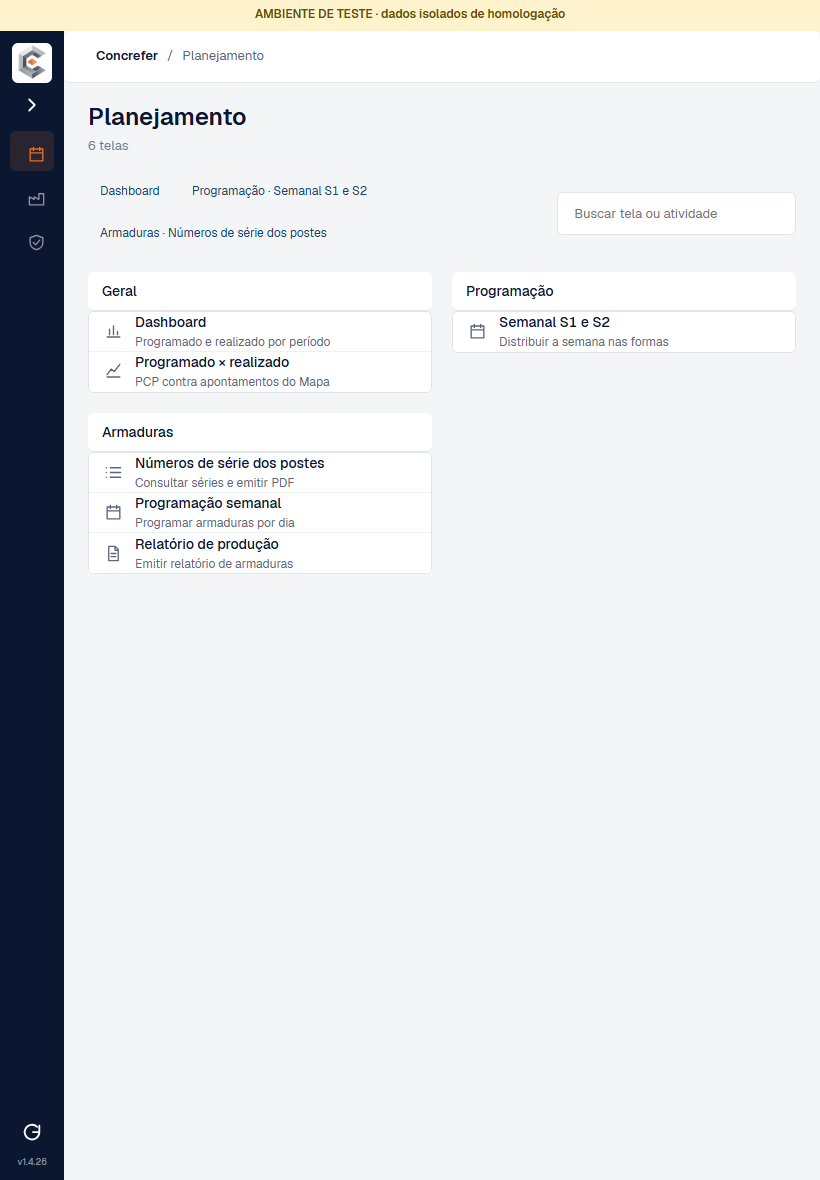 AMBIENTE DE TESTE · dados isolados de homologação
Concrefer / Planejamento
Planejamento
6 telas
Dashboard
Programação · Semanal S1 e S2
Armaduras · Números de série dos postes
Buscar tela ou atividade
Geral
Dashboard
Programado e realizado por período
Programado × realizado
PCP contra apontamentos do Mapa
Programação
Semanal S1 e S2
Distribuir a semana nas formas
Armaduras
Números de série dos postes
Consultar séries e emitir PDF
Programação semanal
Programar armaduras por dia
Relatório de produção
Emitir relatório de armaduras
v1.4.26